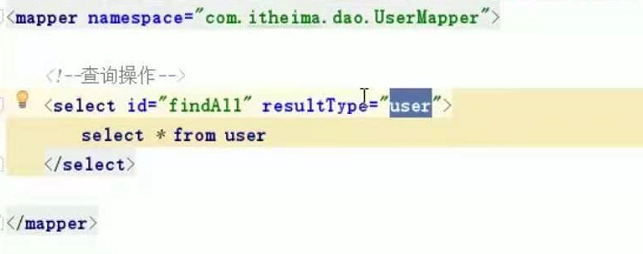 <mapper namespace="com.itheima.dao.UserMapper">
<!--查询操作-->
<select id="findAll" resultType="user">
select * from user
</select>
</mapper>